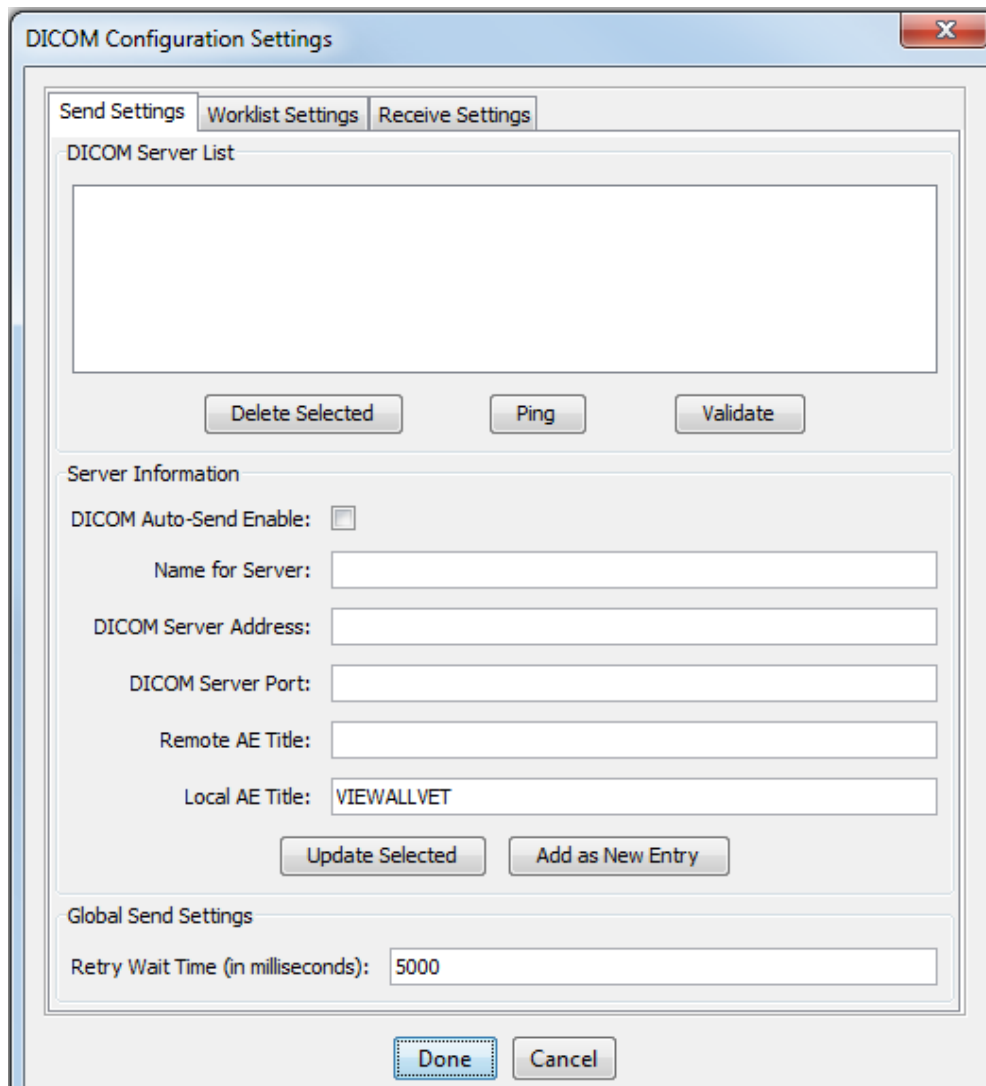 DICOM Configuration Settings
Send Settings Worklist Settings Receive Settings
DICOM Server List
Delete Selected Ping Validate
Server Information
DICOM Auto-Send Enable:
Name for Server:
DICOM Server Address:
DICOM Server Port:
Remote AE Title:
Local AE Title: VIEWALLVET
Update Selected Add as New Entry
Global Send Settings
Retry Wait Time (in milliseconds): 5000
Done Cancel